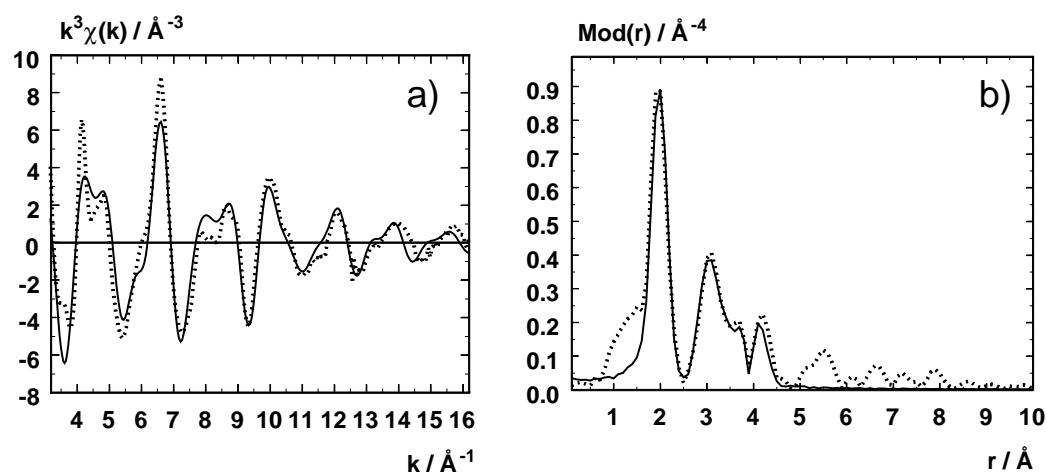 k³χ(k) / Å⁻³
a)
10
8
6
4
2
0
-2
-4
-6
-8
4 5 6 7 8 9 10 11 12 13 14 15 16
k / Å⁻¹
Mod(r) / Å⁻⁴
b)
0.9
0.8
0.7
0.6
0.5
0.4
0.3
0.2
0.1
0.0
1 2 3 4 5 6 7 8 9 10
r / Å